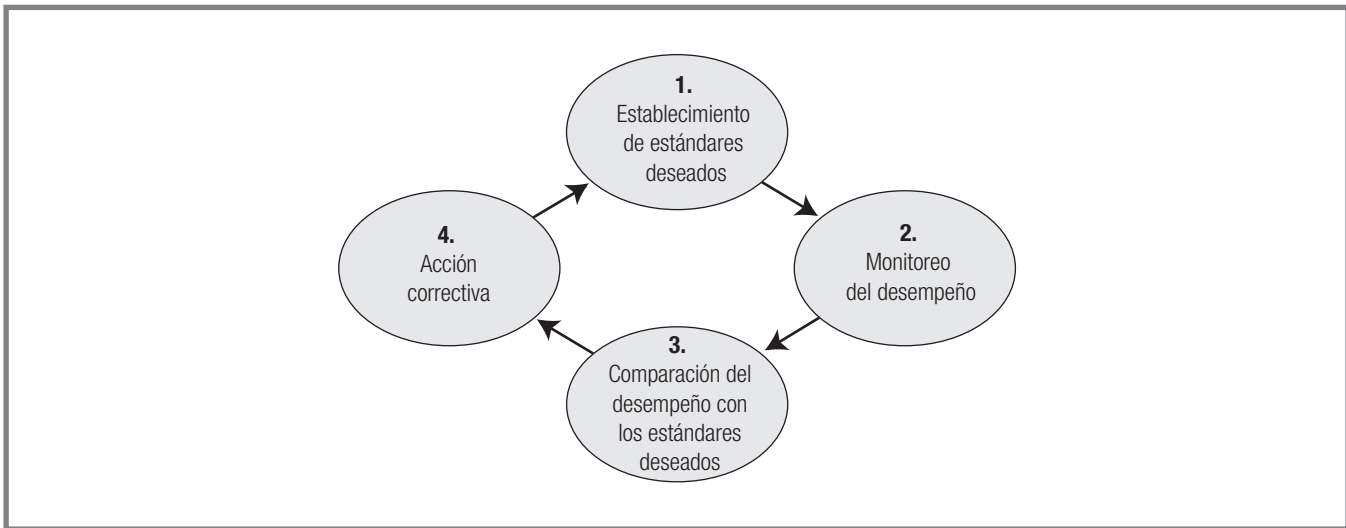 1.
Establecimiento
de estándares
deseados
2.
Monitoreo
del desempeño
3.
Comparación del
desempeño con
los estándares
deseados
4.
Acción
correctiva